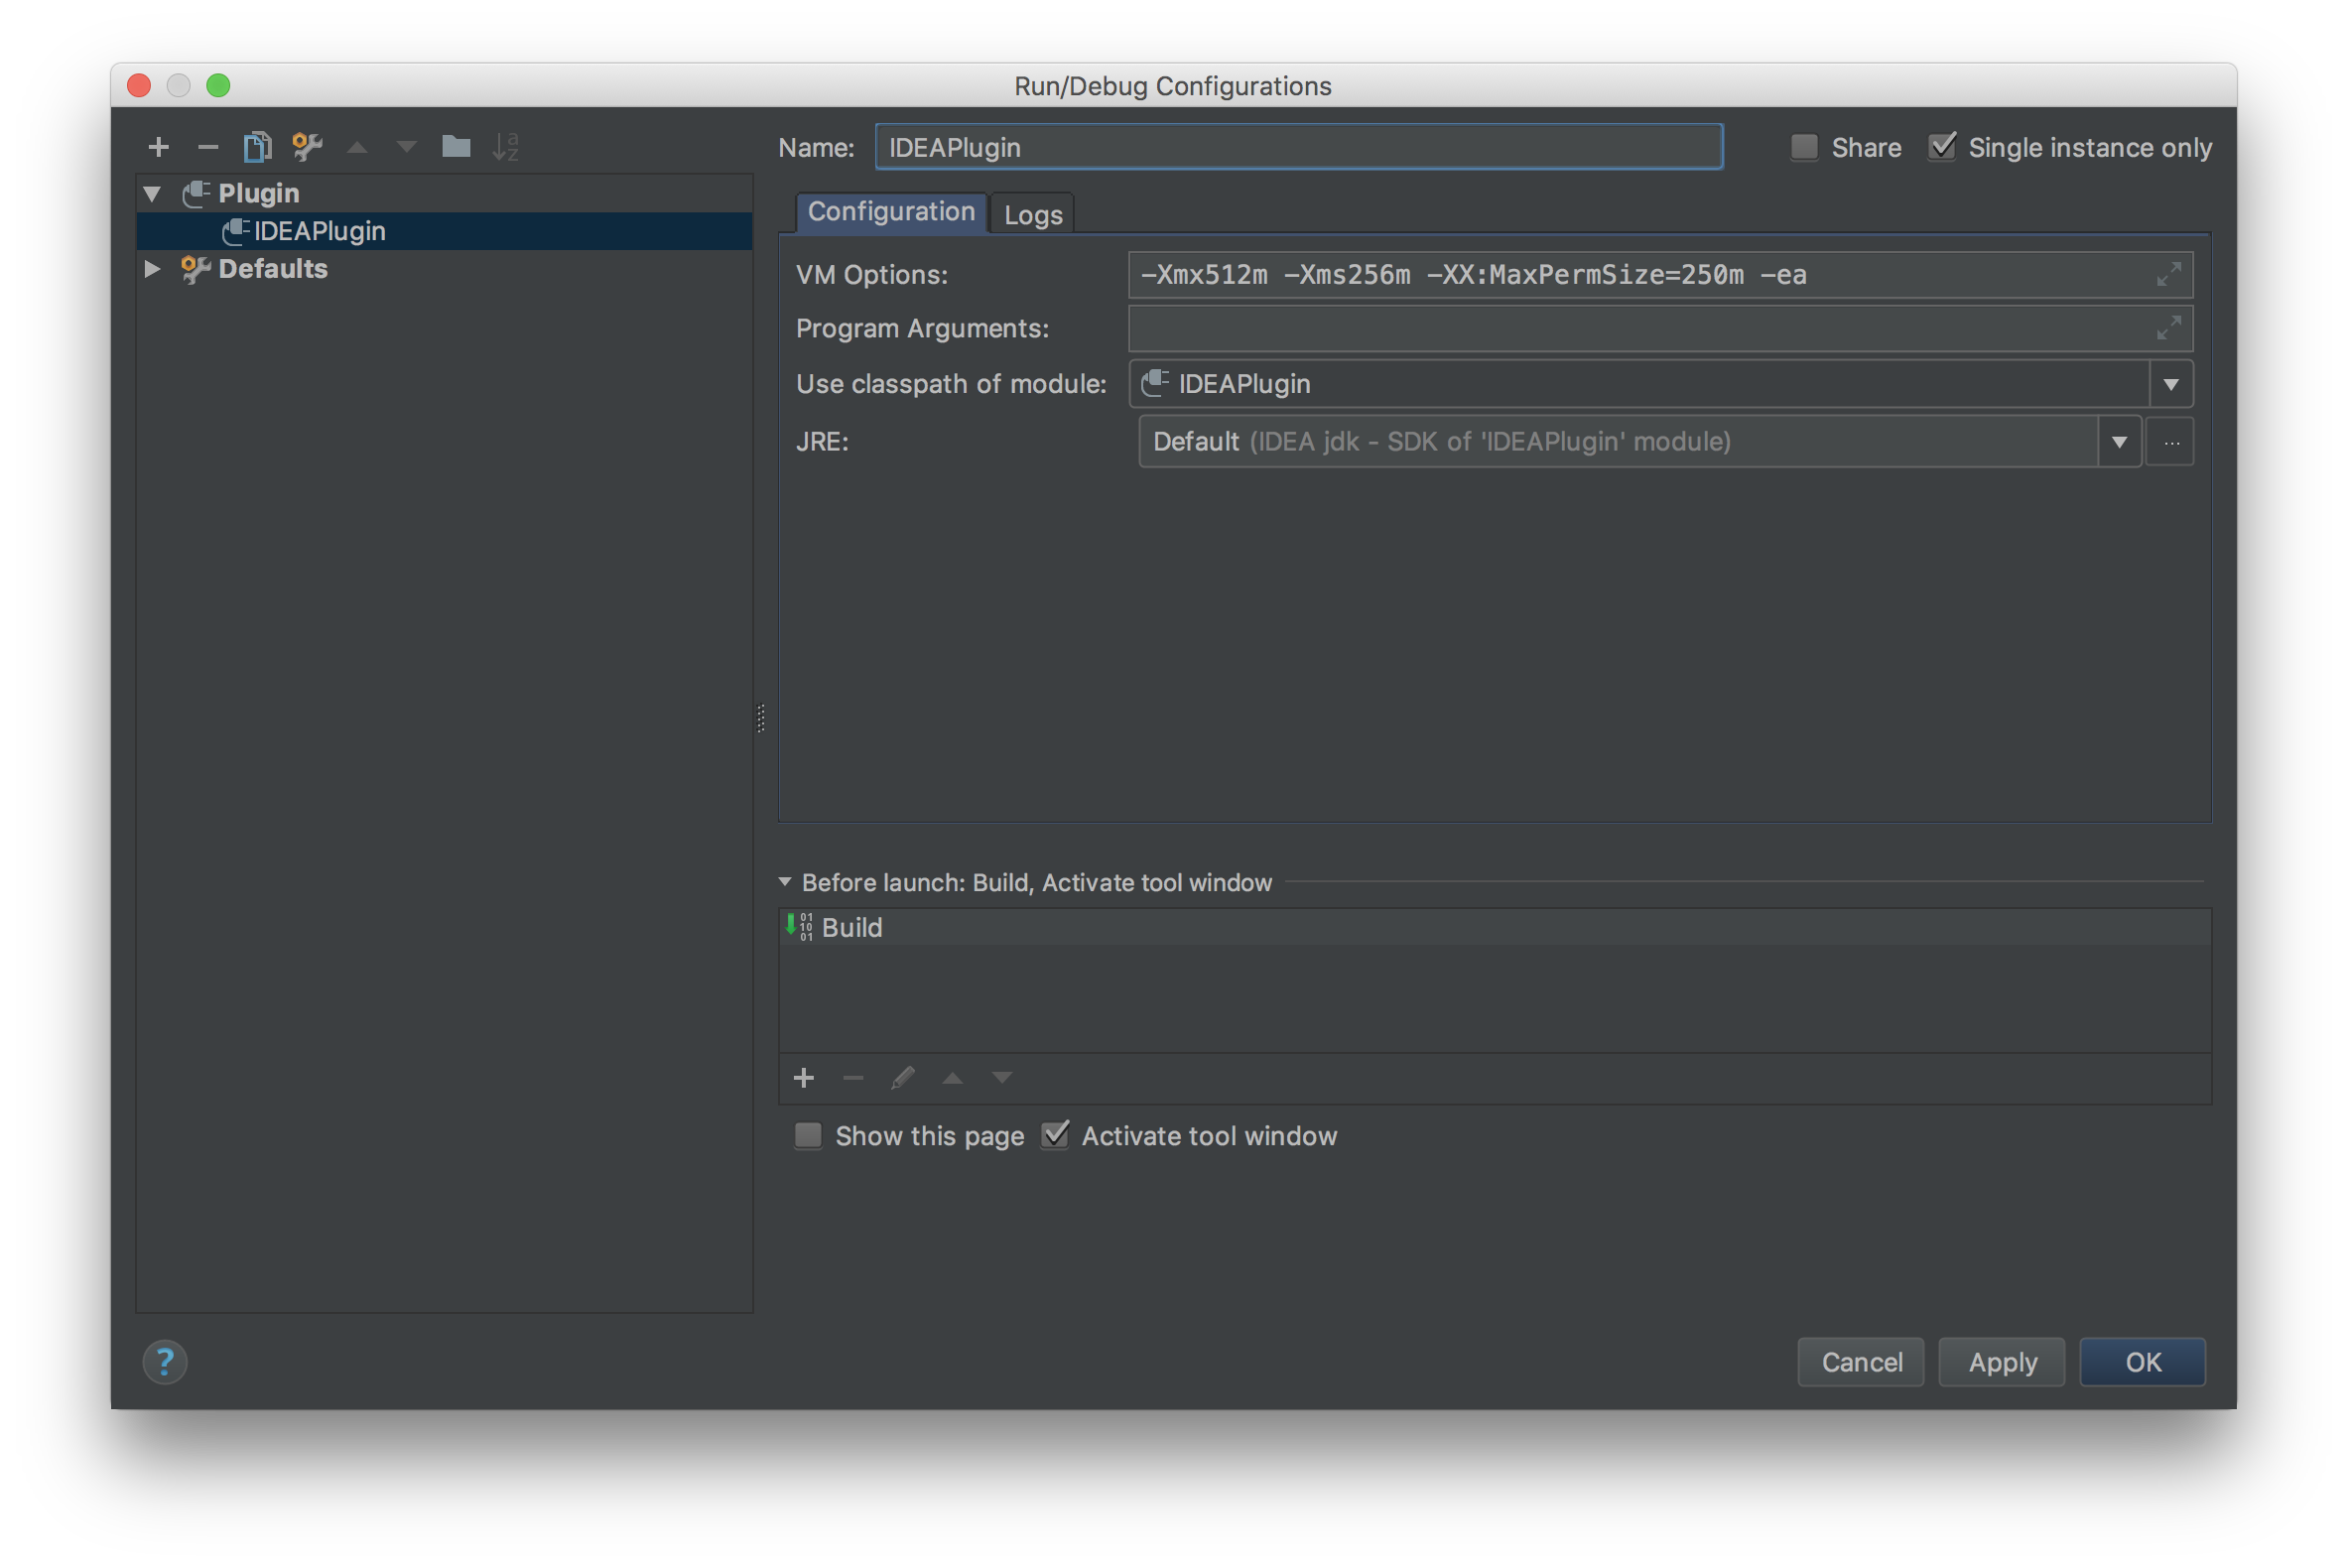 Run/Debug Configurations
Name: IDEAPlugin
Share
Single instance only
Plugin
IDEAPlugin
Defaults
Configuration
Logs
VM Options: -Xmx512m -Xms256m -XX:MaxPermSize=250m -ea
Program Arguments:
Use classpath of module: IDEAPlugin
JRE: Default (IDEA jdk - SDK of 'IDEAPlugin' module)
...
Before launch: Build, Activate tool window
Build
Show this page
Activate tool window
?
Cancel
Apply
OK